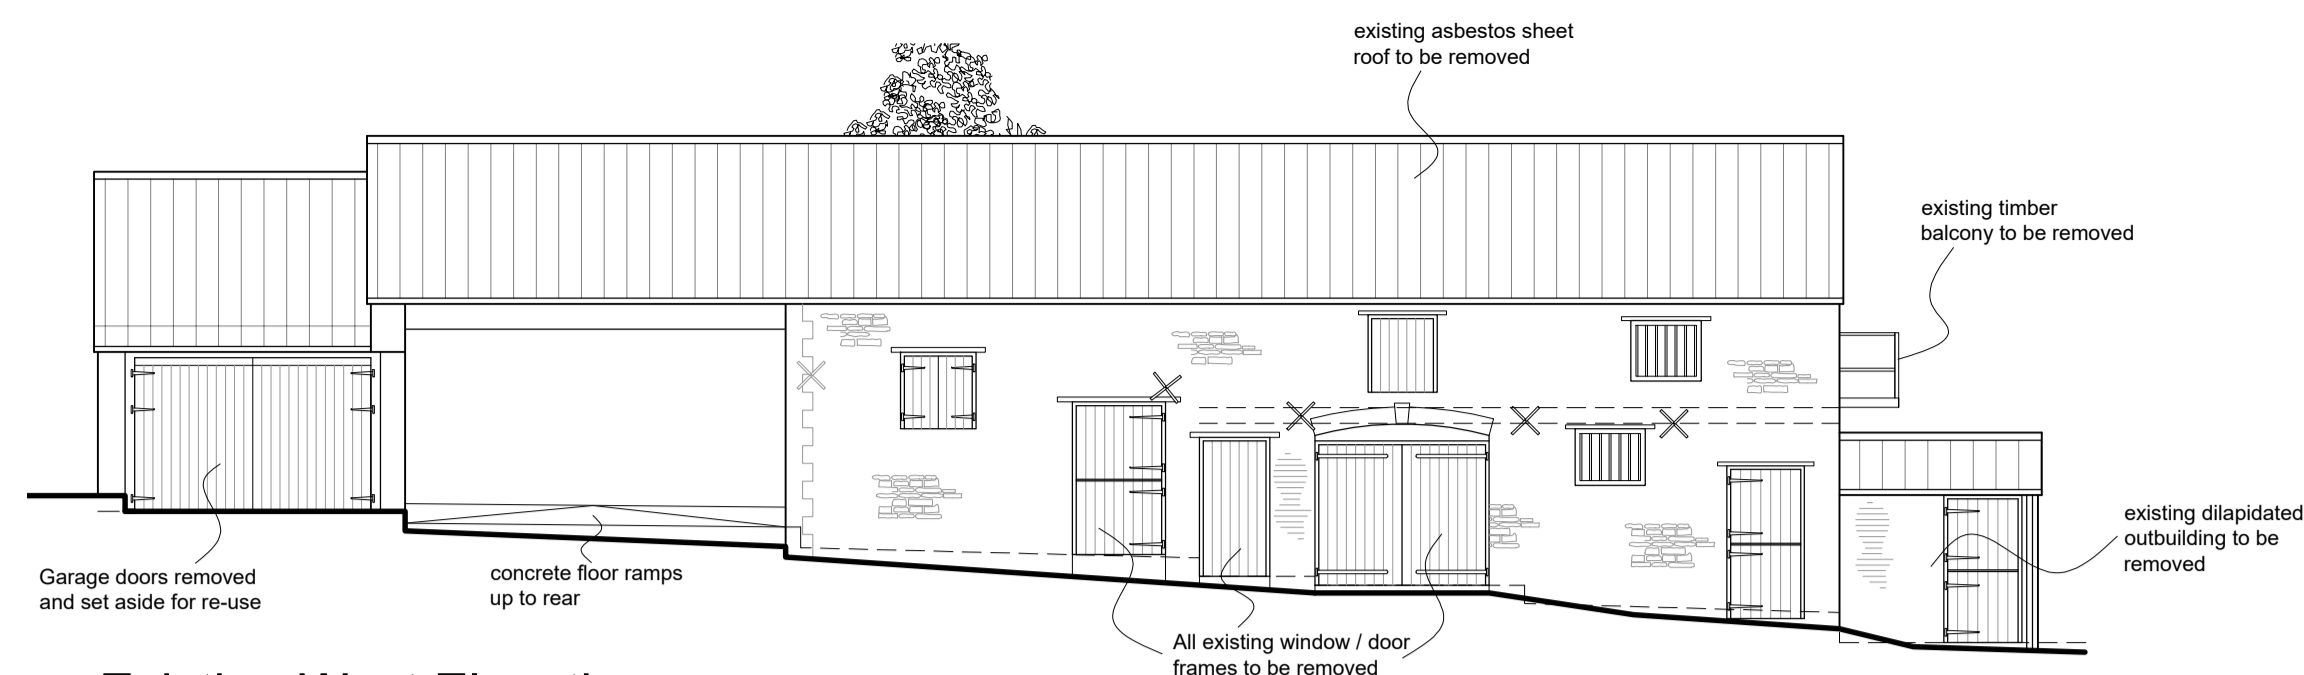 existing asbestos sheet
roof to be removed
existing timber
balcony to be removed
existing dilapidated
outbuilding to be
removed
Garage doors removed
and set aside for re-use
concrete floor ramps
up to rear
All existing window / door
frames to be removed